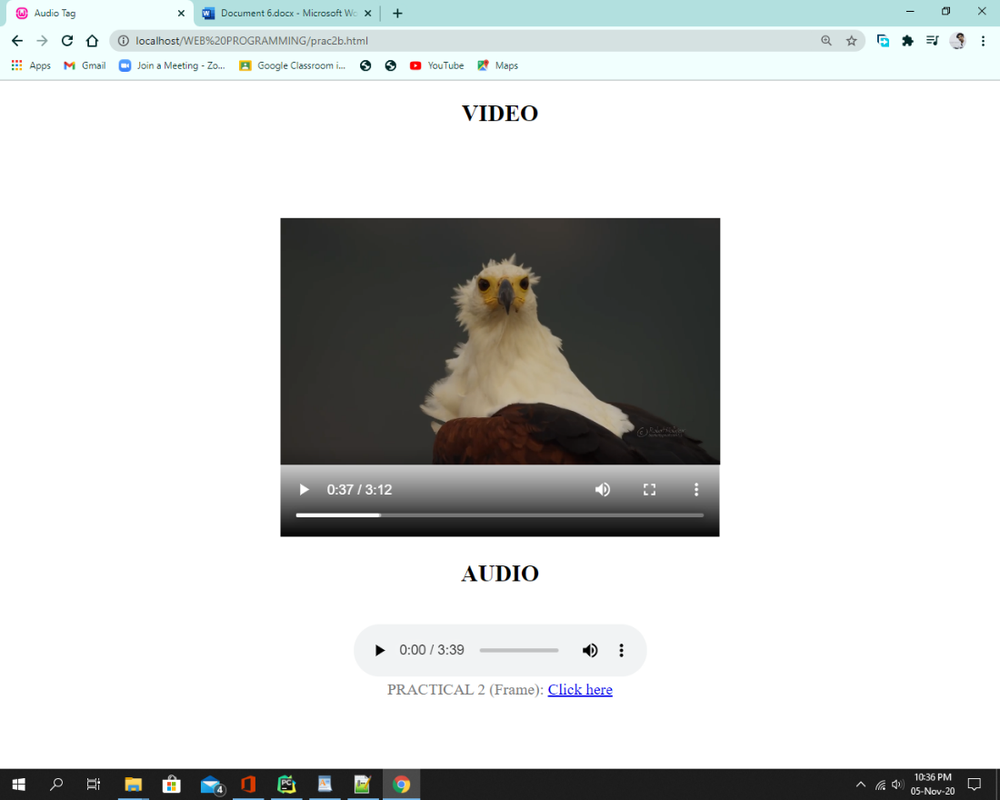 Audio Tag
Document 6.docx - Microsoft Wo
localhost/WEB%20PROGRAMMING/prac2b.html
Apps
Gmail
Join a Meeting - Zo...
Google Classroom i...
YouTube
Maps
VIDEO
0:37 / 3:12
AUDIO
0:00 / 3:39
PRACTICAL 2 (Frame): Click here
4
PC
10:36 PM
05-Nov-20